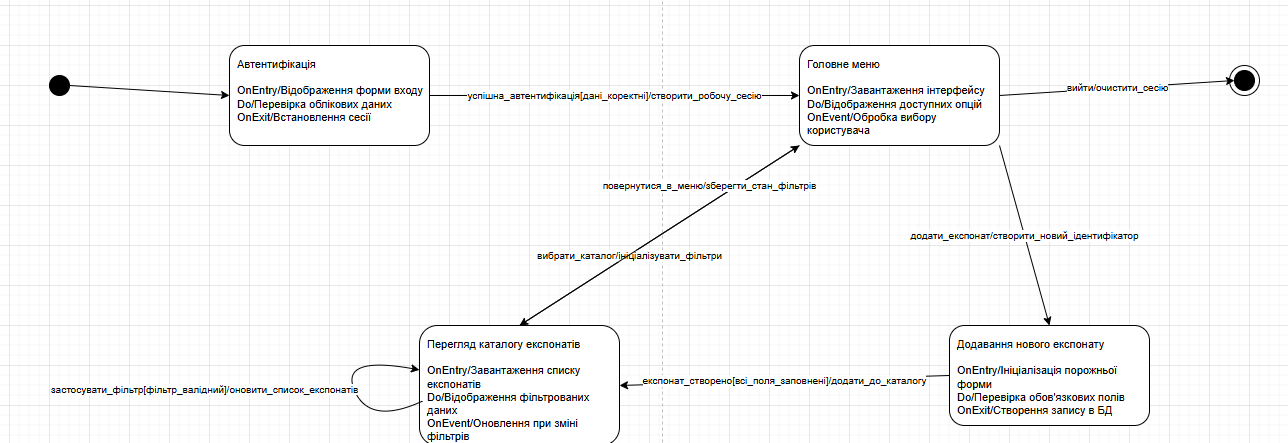 Автентифікація
OnEntry/Відображення форми входу
Do/Перевірка облікових даних
OnExit/Встановлення сесії
успішна_автентифікація[дані_коректні]/створити_робочу_сесію
Головне меню
OnEntry/Завантаження інтерфейсу
Do/Відображення доступних опцій
OnEvent/Обробка вибору
користувача
вийти/очистити_сесію
повернутися_в_меню/зберегти_стан_фільтрів
додати_експонат/створити_новий_ідентифікатор
вибрати_каталог/ініціалізувати_фільтри
Перегляд каталогу експонатів
OnEntry/Завантаження списку
експонатів
Do/Відображення фільтрованих
даних
OnEvent/Оновлення при зміні
фільтрів
застосувати_фільтр[фільтр_валідний]/оновити_список_експонатів
експонат_створено[всі_поля_заповнені]/додати_до_каталогу
Додавання нового експонату
OnEntry/Ініціалізація порожньої
форми
Do/Перевірка обов'язкових полів
OnExit/Створення запису в БД